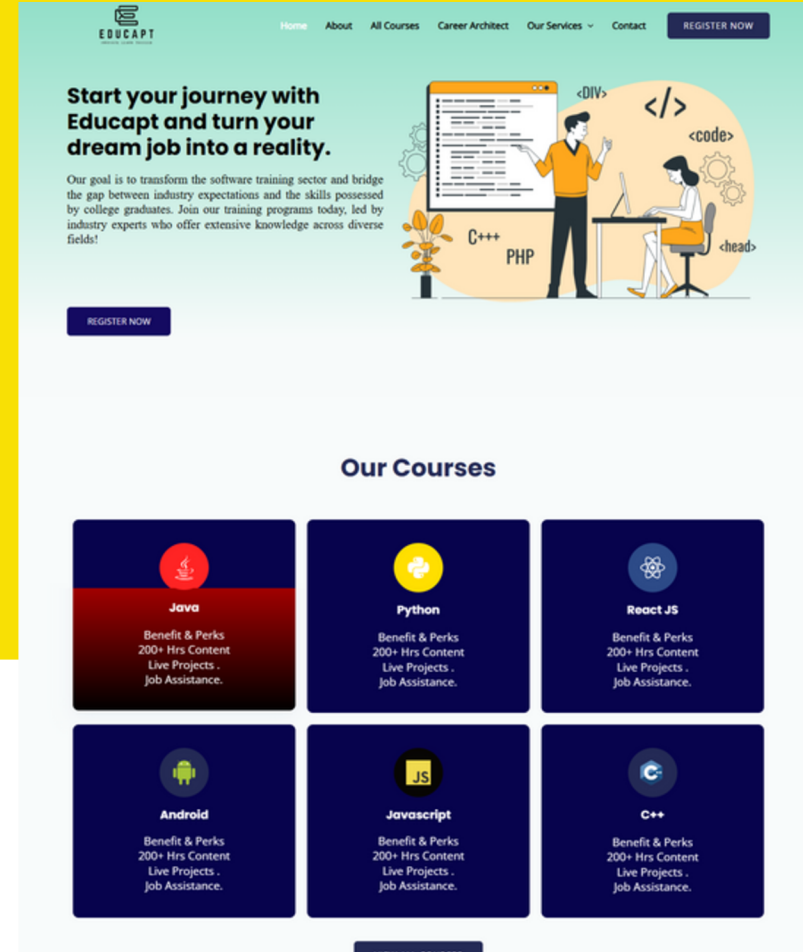 EDUCAPT
Home About All Courses Career Architect Our Services Contact REGISTER NOW
Start your journey with
Educapt and turn your
dream job into a reality.
Our goal is to transform the software training sector and bridge
the gap between industry expectations and the skills possessed
by college graduates. Join our training programs today, led by
industry experts who offer extensive knowledge across diverse
fields!
REGISTER NOW
<DIV>
</>
<code>
C+++
PHP
<head>
Our Courses
Java
Benefit & Perks
200+ Hrs Content
Live Projects .
Job Assistance.
Python
Benefit & Perks
200+ Hrs Content
Live Projects .
Job Assistance.
React JS
Benefit & Perks
200+ Hrs Content
Live Projects .
Job Assistance.
Android
Benefit & Perks
200+ Hrs Content
Live Projects .
Job Assistance.
JS
Javascript
Benefit & Perks
200+ Hrs Content
Live Projects .
Job Assistance.
C
C++
Benefit & Perks
200+ Hrs Content
Live Projects .
Job Assistance.